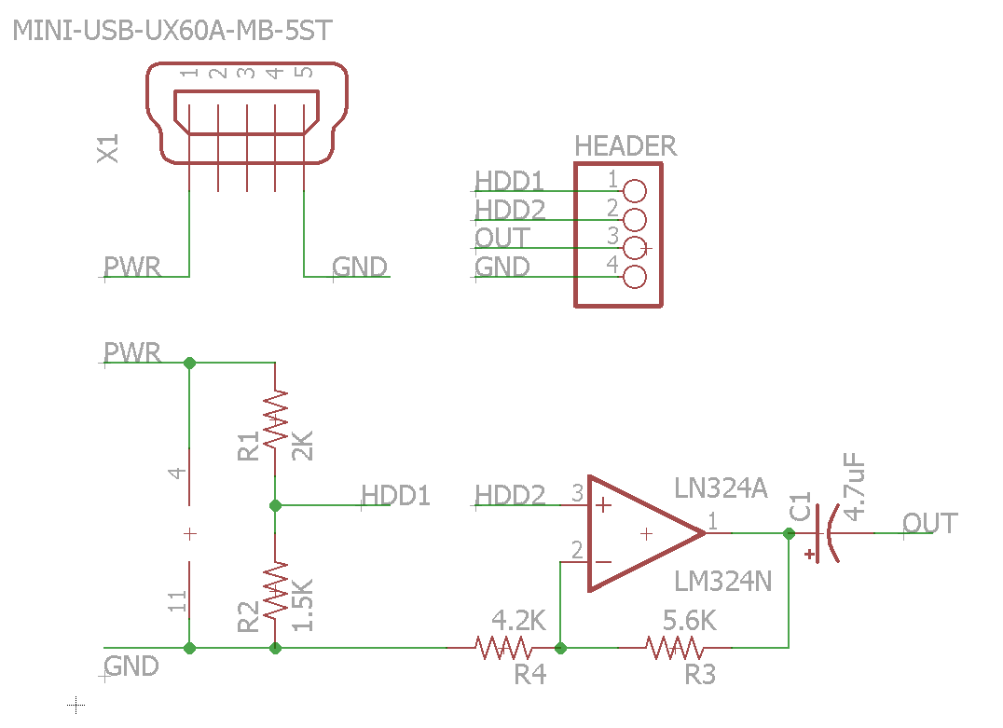 MINI-USB-UX60A-MB-5ST
1 2 3 4 5
X1
PWR
GND
HEADER
HDD1 1
HDD2 2
OUT 3
GND 4
PWR
4
11
R1
2K
HDD1
R2
1.5K
GND
HDD2
3
2
1
LN324A
LM324N
C1
4.7uF
OUT
4.2K
R4
5.6K
R3